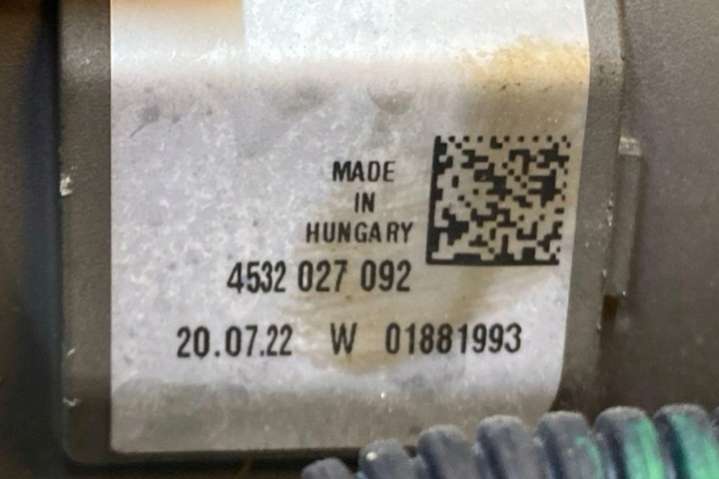 MADE
IN
HUNGARY
4532 027 092
20.07.22 W 01881993